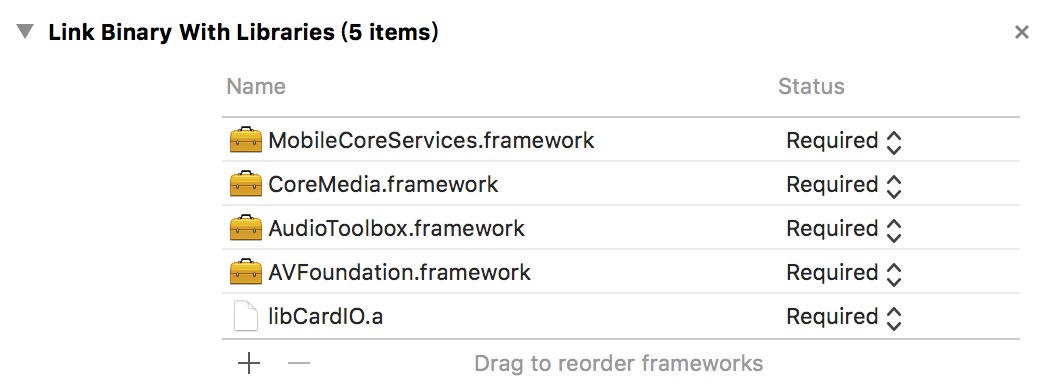 Link Binary With Libraries (5 items)
Name Status
MobileCoreServices.framework Required
CoreMedia.framework Required
AudioToolbox.framework Required
AVFoundation.framework Required
libCardIO.a Required
Drag to reorder frameworks